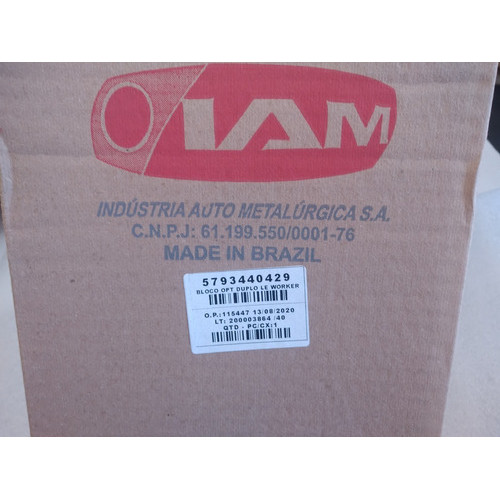 IAM
INDÚSTRIA AUTO METALÚRGICA S.A.
C.N.P.J: 61.199.550/0001-76
MADE IN BRAZIL
5793440429
BLOCO OPT DUPLO LE WORKER
O.P.:115447 13/08/2020
LT: 200003864 /40
QTD - PC/CX:1